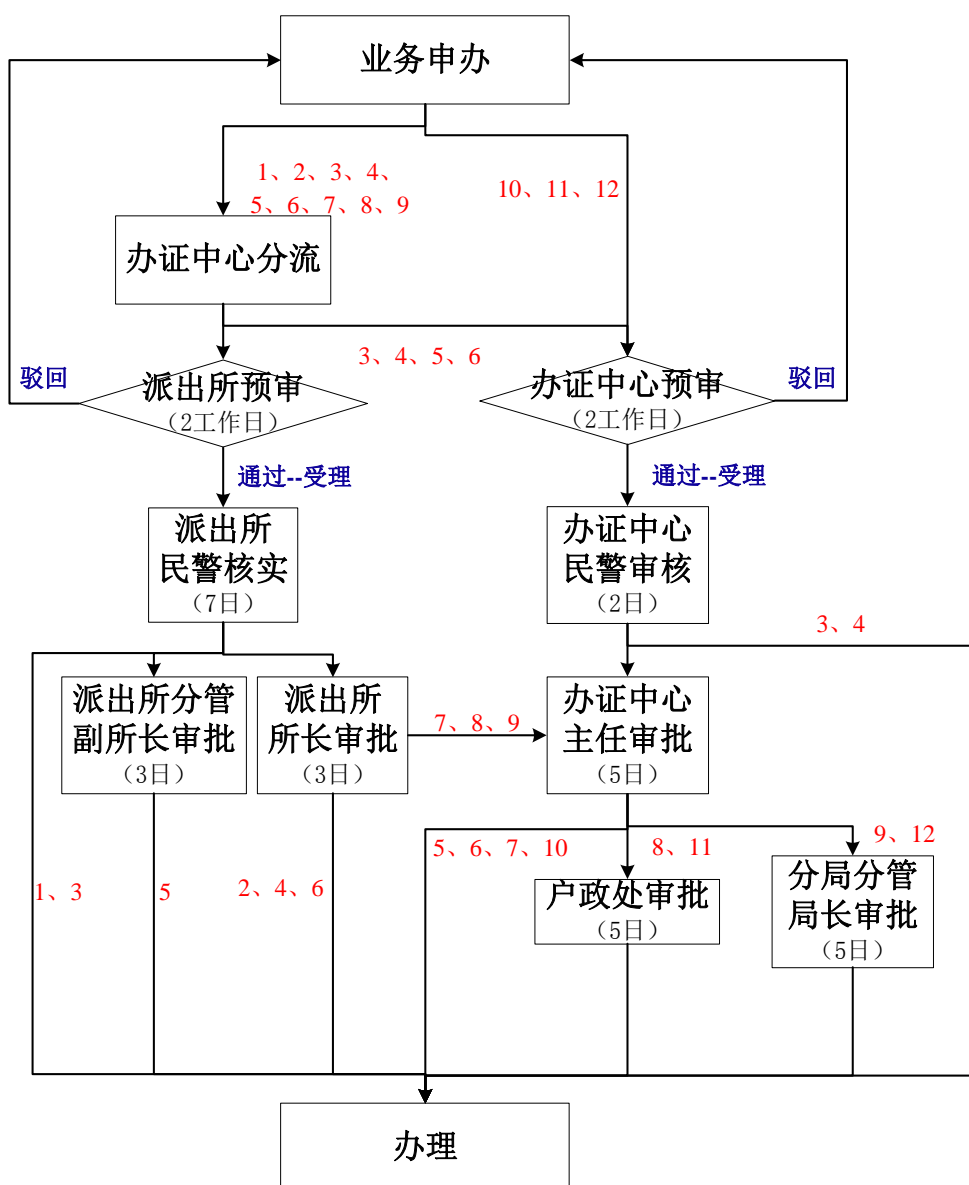 业务申办
1、2、3、4、
5、6、7、8、9
10、11、12
办证中心分流
3、4、5、6
驳回
派出所预审
（2工作日）
办证中心预审
（2工作日）
驳回
通过--受理
通过--受理
派出所
民警核实
（7日）
办证中心
民警审核
（2日）
3、4
派出所分管
副所长审批
（3日）
派出所
所长审批
（3日）
7、8、9
办证中心
主任审批
（5日）
1、3
5
2、4、6
5、6、7、10
8、11
9、12
户政处审批
（5日）
分局分管
局长审批
（5日）
办理